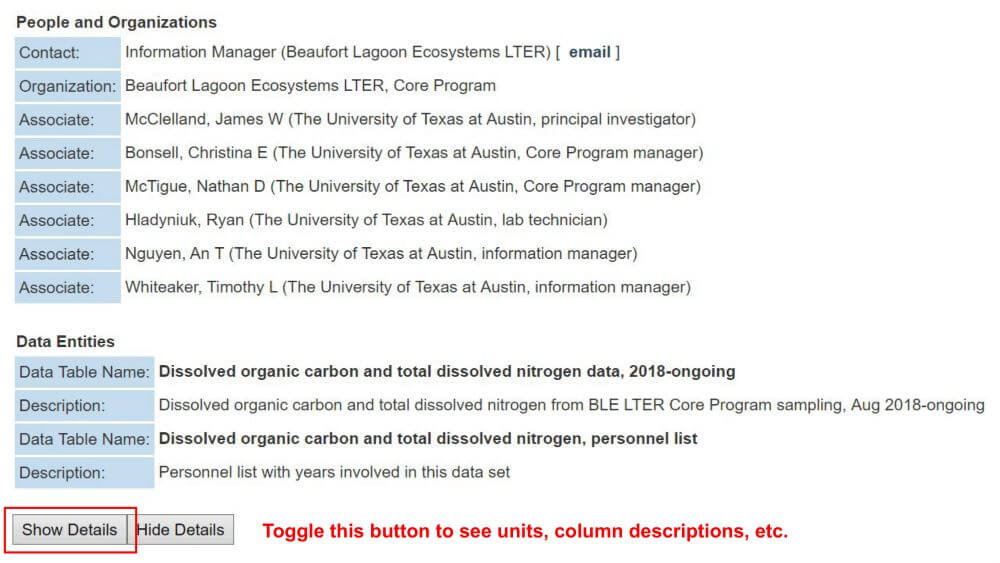 People and Organizations
Contact: Information Manager (Beaufort Lagoon Ecosystems LTER) [ email ]
Organization: Beaufort Lagoon Ecosystems LTER, Core Program
Associate: McClelland, James W (The University of Texas at Austin, principal investigator)
Associate: Bonsell, Christina E (The University of Texas at Austin, Core Program manager)
Associate: McTigue, Nathan D (The University of Texas at Austin, Core Program manager)
Associate: Hladyniuk, Ryan (The University of Texas at Austin, lab technician)
Associate: Nguyen, An T (The University of Texas at Austin, information manager)
Associate: Whiteaker, Timothy L (The University of Texas at Austin, information manager)
Data Entities
Data Table Name: Dissolved organic carbon and total dissolved nitrogen data, 2018-ongoing
Description: Dissolved organic carbon and total dissolved nitrogen from BLE LTER Core Program sampling, Aug 2018-ongoing
Data Table Name: Dissolved organic carbon and total dissolved nitrogen, personnel list
Description: Personnel list with years involved in this data set
Show Details Hide Details Toggle this button to see units, column descriptions, etc.